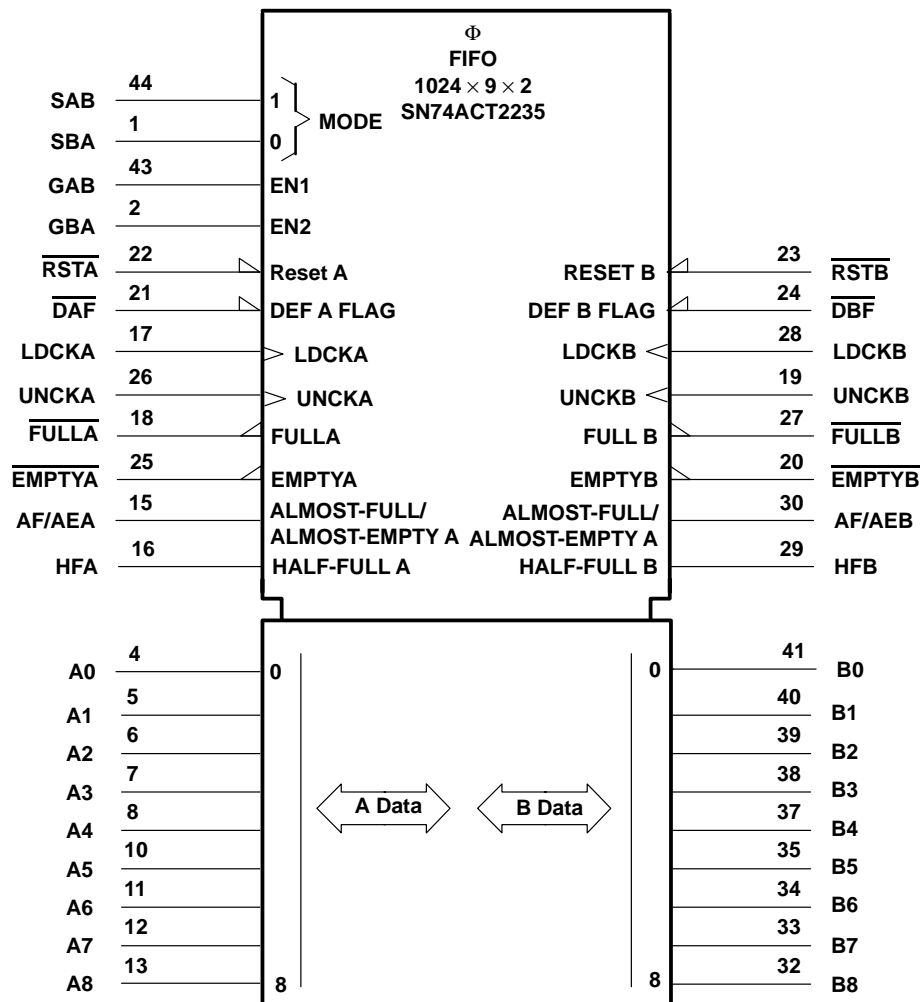 Φ
FIFO
1024 × 9 × 2
SN74ACT2235
SAB 44 1
SBA 1 0
MODE
GAB 43 EN1
GBA 2 EN2
RSTA 22 Reset A RESET B 23 RSTB
DAF 21 DEF A FLAG DEF B FLAG 24 DBF
LDCKA 17 LDCKA LDCKB 28 LDCKB
UNCKA 26 UNCKA UNCKB 19 UNCKB
FULLA 18 FULLA FULL B 27 FULLB
EMPTYA 25 EMPTYA EMPTYB 20 EMPTYB
AF/AEA 15 ALMOST-FULL/ ALMOST-FULL/ 30 AF/AEB
ALMOST-EMPTY A ALMOST-EMPTY A
HFA 16 HALF-FULL A HALF-FULL B 29 HFB
A0 4 0 0 41 B0
A1 5 40 B1
A2 6 39 B2
A3 7 38 B3
A Data B Data
A4 8 37 B4
A5 10 35 B5
A6 11 34 B6
A7 12 33 B7
A8 13 8 8 32 B8